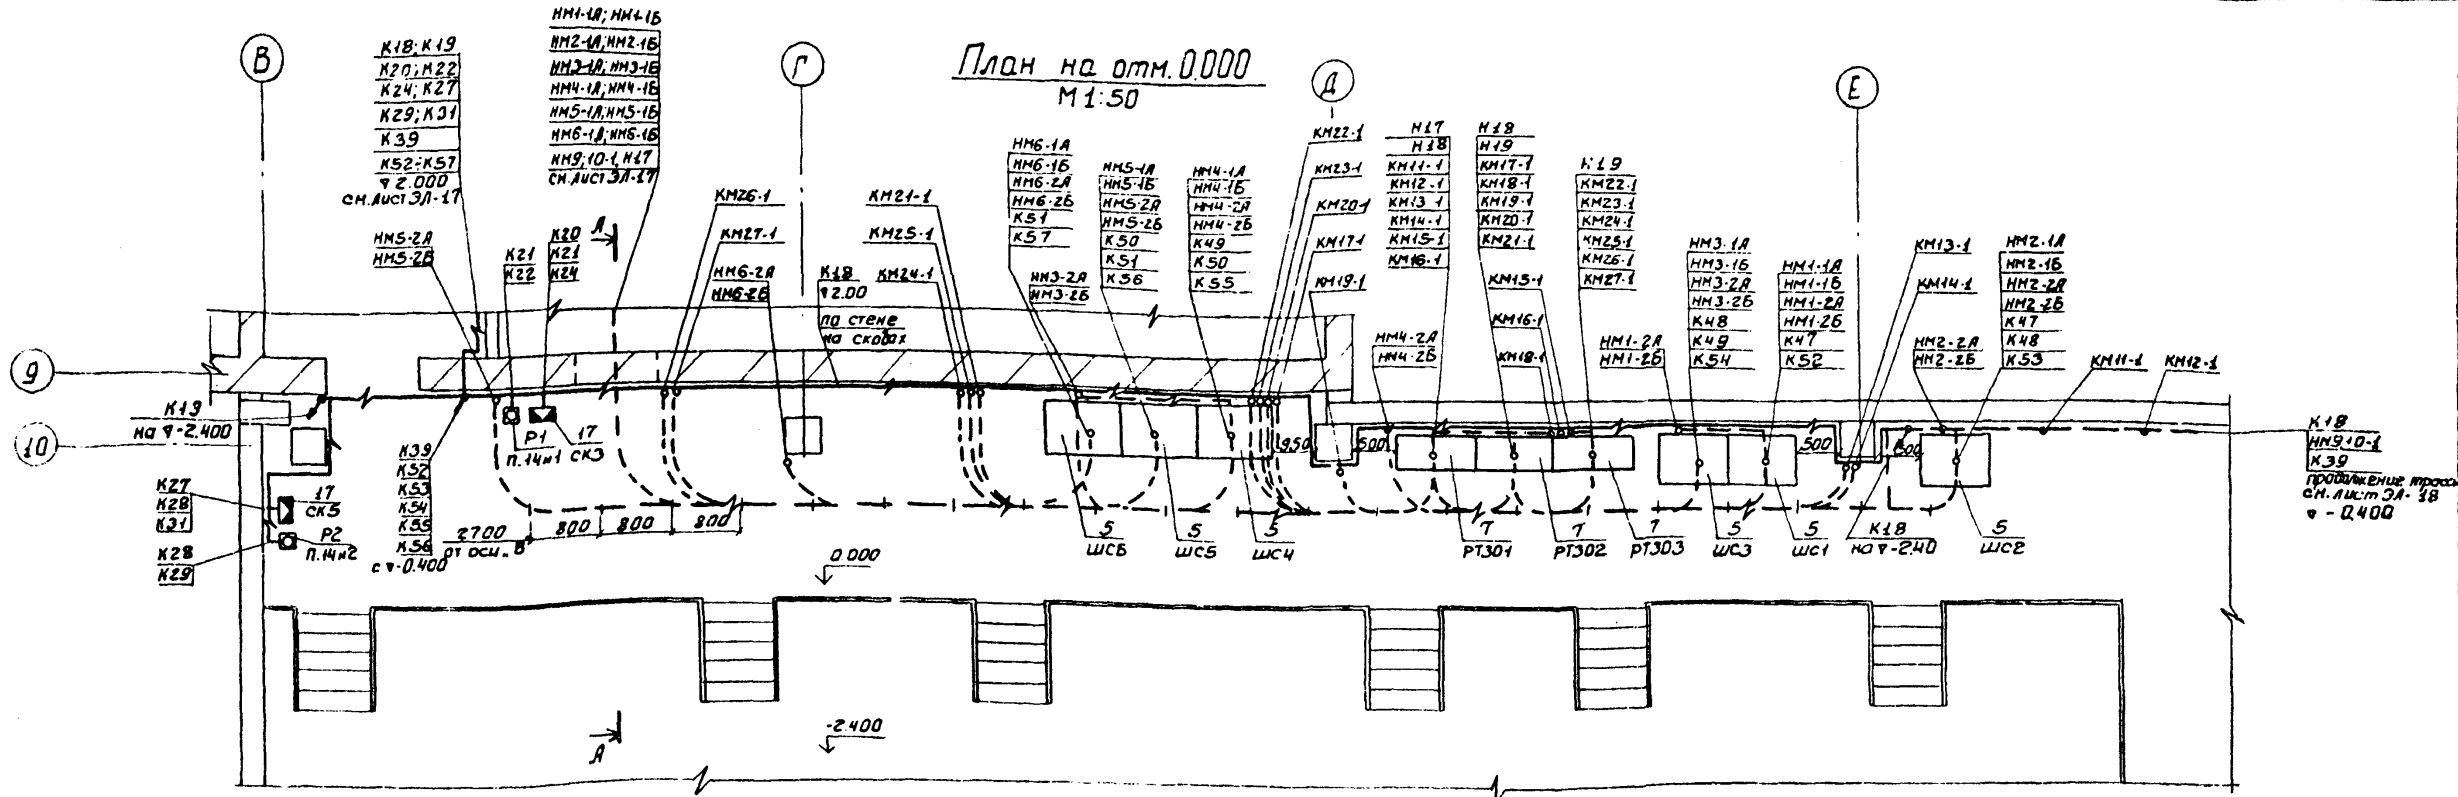 План на отм. 0.000
М 1:50
В
Г
Д
Е
9
10
К18; К19
К20; К22
К24; К27
К29; К31
К39
К52÷К57
▿ 2.000
см. лист ЭЛ-17
НМ1-1А; НМ1-1Б
НМ2-1А; НМ2-1Б
НМ3-1А; НМ3-1Б
НМ4-1А; НМ4-1Б
НМ5-1А; НМ5-1Б
НМ6-1А; НМ6-1Б
КМ9;10-1, Н17
см. лист ЭЛ-17
НМ5-2А
НМ5-2Б
К21
К22
К20
К21
К24
А
КМ26-1
КМ27-1
НМ6-2А
НМ6-2Б
К18
▿ 2.00
по стене
на скобах
КМ21-1
КМ25-1
КМ24-1
НМ6-1А
НМ6-1Б
НМ6-2А
НМ6-2Б
К51
К57
НМ3-2А
НМ3-2Б
НМ5-1А
НМ5-1Б
НМ5-2А
НМ5-2Б
К50
К51
К56
НМ4-1А
НМ4-1Б
НМ4-2А
НМ4-2Б
К49
К50
К55
КМ22-1
КМ23-1
КМ20-1
КМ17-1
КМ19-1
Н17
Н18
КМ11-1
КМ12-1
КМ13-1
КМ14-1
КМ15-1
КМ16-1
НМ4-2А
НМ4-2Б
Н18
Н19
КМ17-1
КМ18-1
КМ19-1
КМ20-1
КМ21-1
КМ15-1
КМ16-1
КМ18-1
Н19
КМ22-1
КМ23-1
КМ24-1
КМ25-1
КМ26-1
КМ27-1
НМ1-2А
НМ1-2Б
НМ3-1А
НМ3-1Б
НМ3-2А
НМ3-2Б
К48
К49
К54
НМ1-1А
НМ1-1Б
НМ1-2А
НМ1-2Б
К47
К52
КМ13-1
КМ14-1
НМ2-2А
НМ2-2Б
НМ2-1А
НМ2-1Б
НМ2-2А
НМ2-2Б
К47
К48
К53
КМ11-1
КМ12-1
К19
на ▿-2.400
Р1
П.14и1
17
СК3
К39
К52
К53
К54
К55
К56
с ▿-0.400
К27
К28
К31
17
СК5
К28
К29
Р2
П.14и2
2700
от оси "В"
800
800
800
950
500
500
500
5
ШС6
5
ШС5
5
ШС4
7
РТЗ01
7
РТЗ02
7
РТЗ03
5
ШС3
5
ШС1
К18
на ▿-2.40
5
ШС2
К18
КМ9;10-1
К39
продолжение трассы
см. лист ЭЛ-18
▿ - 0.400
0.000
-2.400
А